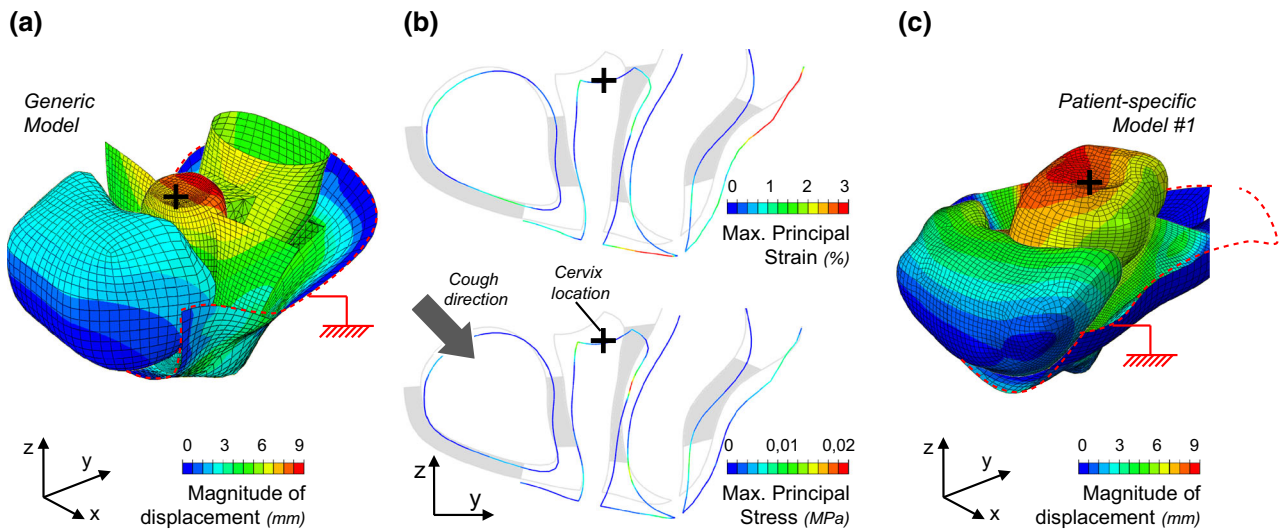 (a)
Generic
Model
z
y
x
0 3 6 9
Magnitude of
displacement (mm)
(b)
0 1 2 3
Max. Principal
Strain (%)
Cough
direction
Cervix
location
z
y
0 0,01 0,02
Max. Principal
Stress (MPa)
(c)
Patient-specific
Model #1
z
y
x
0 3 6 9
Magnitude of
displacement (mm)